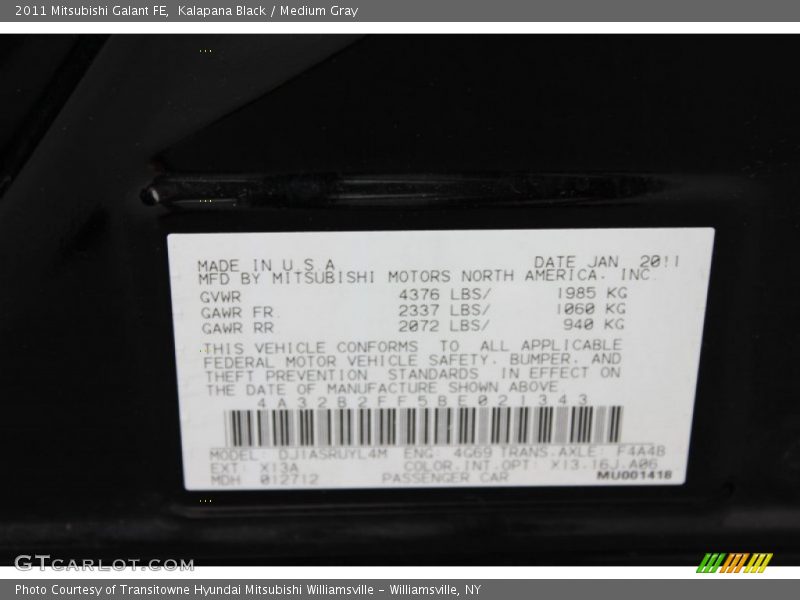 2011 Mitsubishi Galant FE, Kalapana Black / Medium Gray
MADE IN U S A DATE JAN 2011
MFD BY MITSUBISHI MOTORS NORTH AMERICA. INC
GVWR 4376 LBS/ 1985 KG
GAWR FR. 2337 LBS/ 1060 KG
GAWR RR 2072 LBS/ 940 KG
THIS VEHICLE CONFORMS TO ALL APPLICABLE
FEDERAL MOTOR VEHICLE SAFETY. BUMPER. AND
THEFT PREVENTION STANDARDS IN EFFECT ON
THE DATE OF MANUFACTURE SHOWN ABOVE
4A32B2FF5BE021343
MODEL: DJ1ASRUYL4M ENG: 4G69 TRANS.AXLE: F4A4B
EXT: X13A COLOR.INT.OPT: X13.16J.A06
MDH 012712 PASSENGER CAR MU001418
GTCARLOT.COM
Photo Courtesy of Transitowne Hyundai Mitsubishi Williamsville – Williamsville, NY